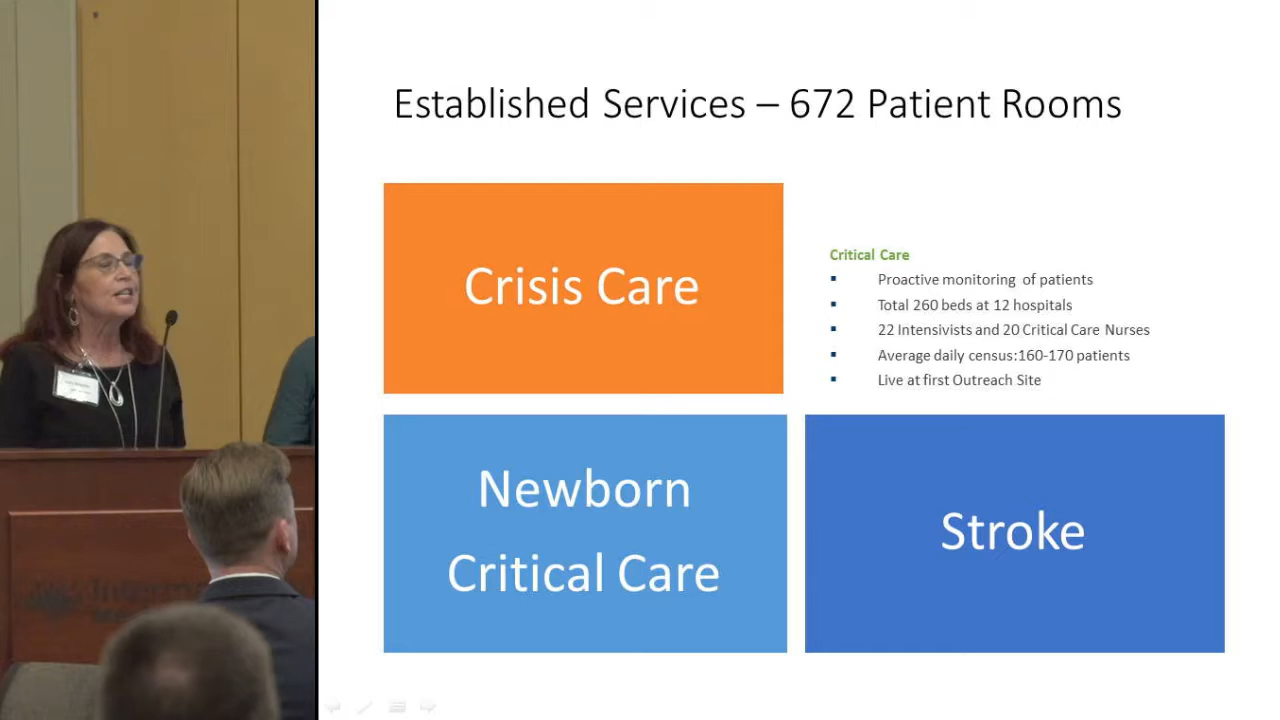 Established Services – 672 Patient Rooms
Crisis Care
Critical Care
▪ Proactive monitoring of patients
▪ Total 260 beds at 12 hospitals
▪ 22 Intensivists and 20 Critical Care Nurses
▪ Average daily census:160-170 patients
▪ Live at first Outreach Site
Newborn
Critical Care
Stroke